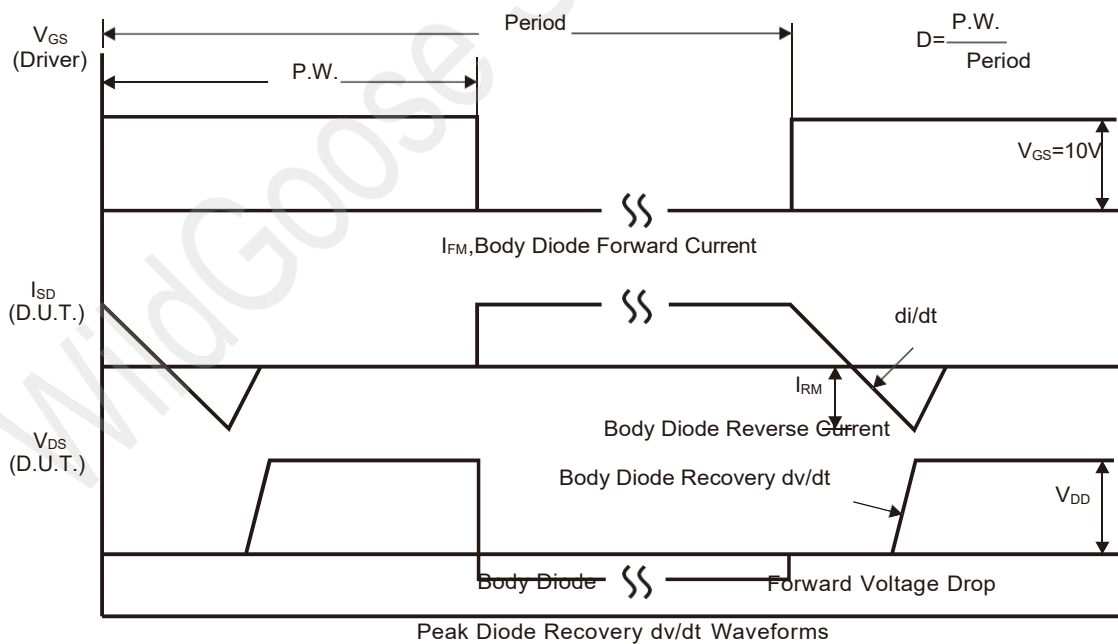 Period
VGS
(Driver)
D= P.W.
Period
P.W.
VGS=10V
IFM,Body Diode Forward Current
ISD
(D.U.T.)
di/dt
IRM
Body Diode Reverse Current
VDS
(D.U.T.)
Body Diode Recovery dv/dt
VDD
Body Diode Forward Voltage Drop
Peak Diode Recovery dv/dt Waveforms
WildGoose